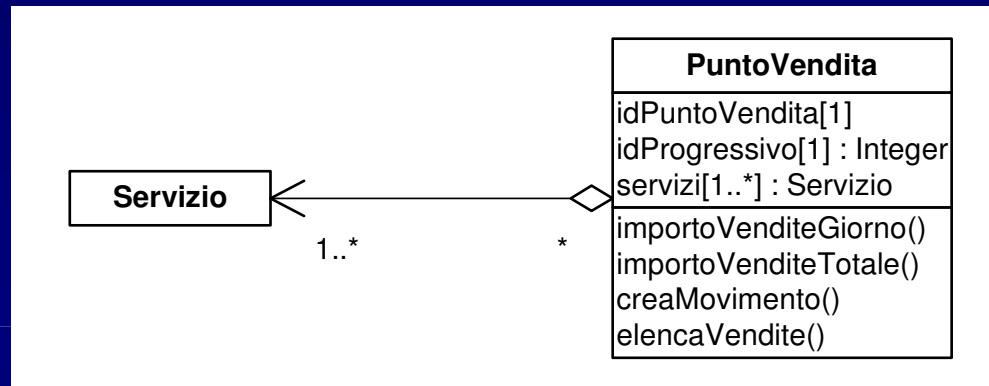 PuntoVendita
idPuntoVendita[1]
idProgressivo[1] : Integer
servizi[1..*] : Servizio
Servizio
1..*
*
importoVenditeGiorno()
importoVenditeTotale()
creaMovimento()
elencaVendite()